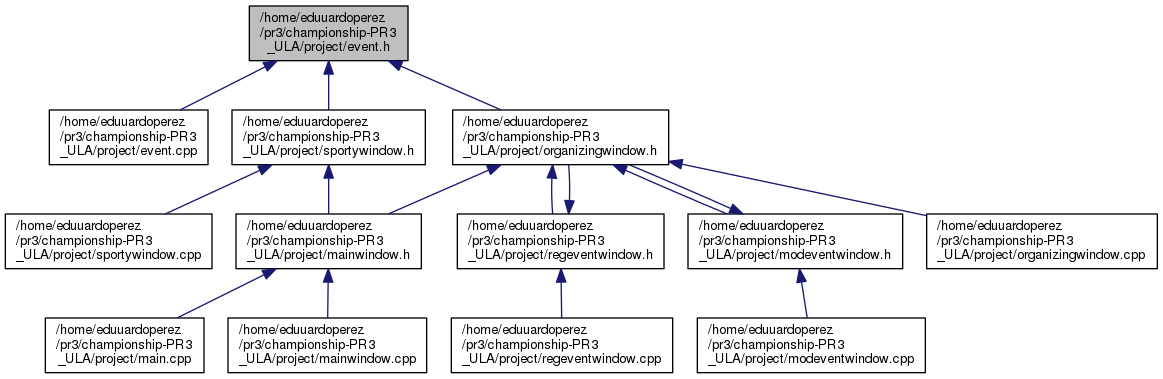 /home/eduuardoperez
/pr3/championship-PR3
_ULA/project/event.h
/home/eduuardoperez
/pr3/championship-PR3
_ULA/project/event.cpp
/home/eduuardoperez
/pr3/championship-PR3
_ULA/project/sportywindow.h
/home/eduuardoperez
/pr3/championship-PR3
_ULA/project/organizingwindow.h
/home/eduuardoperez
/pr3/championship-PR3
_ULA/project/sportywindow.cpp
/home/eduuardoperez
/pr3/championship-PR3
_ULA/project/mainwindow.h
/home/eduuardoperez
/pr3/championship-PR3
_ULA/project/regeventwindow.h
/home/eduuardoperez
/pr3/championship-PR3
_ULA/project/modeventwindow.h
/home/eduuardoperez
/pr3/championship-PR3
_ULA/project/organizingwindow.cpp
/home/eduuardoperez
/pr3/championship-PR3
_ULA/project/main.cpp
/home/eduuardoperez
/pr3/championship-PR3
_ULA/project/mainwindow.cpp
/home/eduuardoperez
/pr3/championship-PR3
_ULA/project/regeventwindow.cpp
/home/eduuardoperez
/pr3/championship-PR3
_ULA/project/modeventwindow.cpp